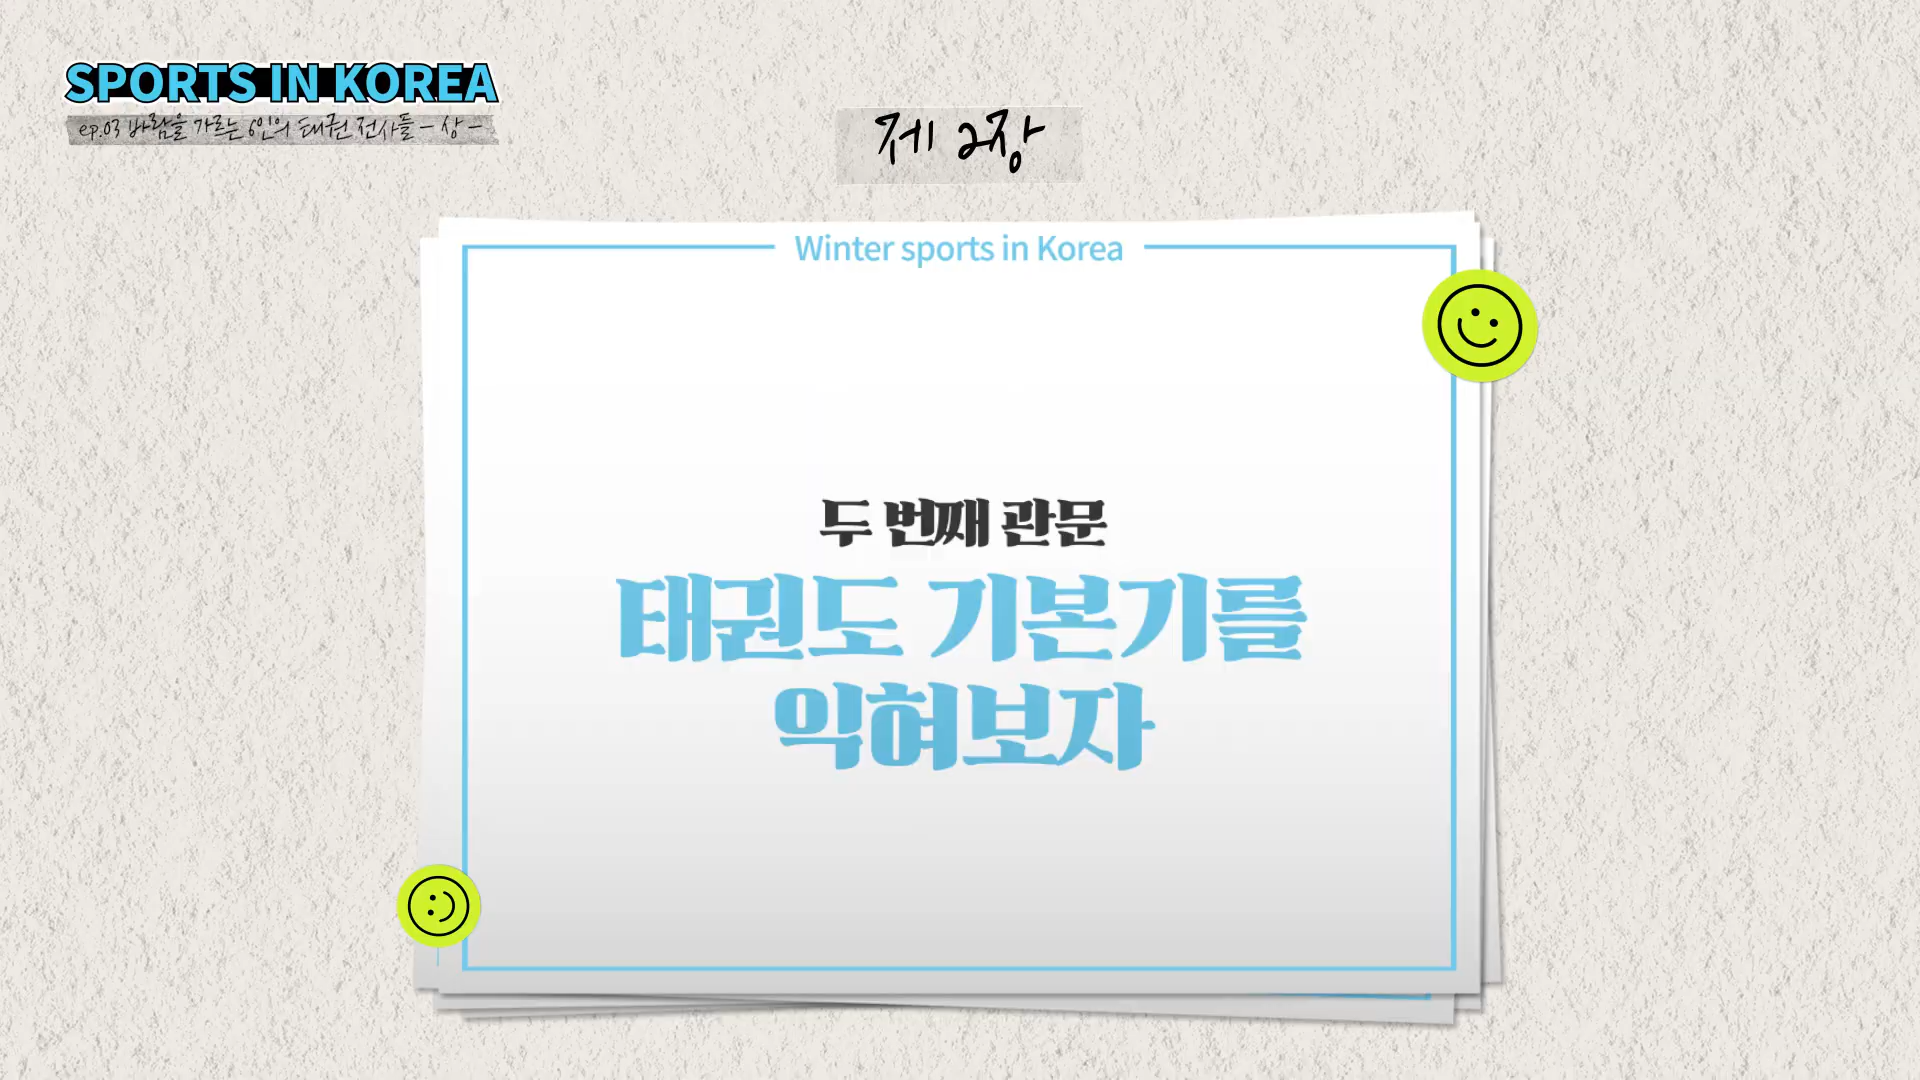 SPORTS IN KOREA
ep.03 바람을 가르는 6인의 태권 전사들 - 상 -
제 2장
Winter sports in Korea
두 번째 관문
태권도 기본기를
익혀보자